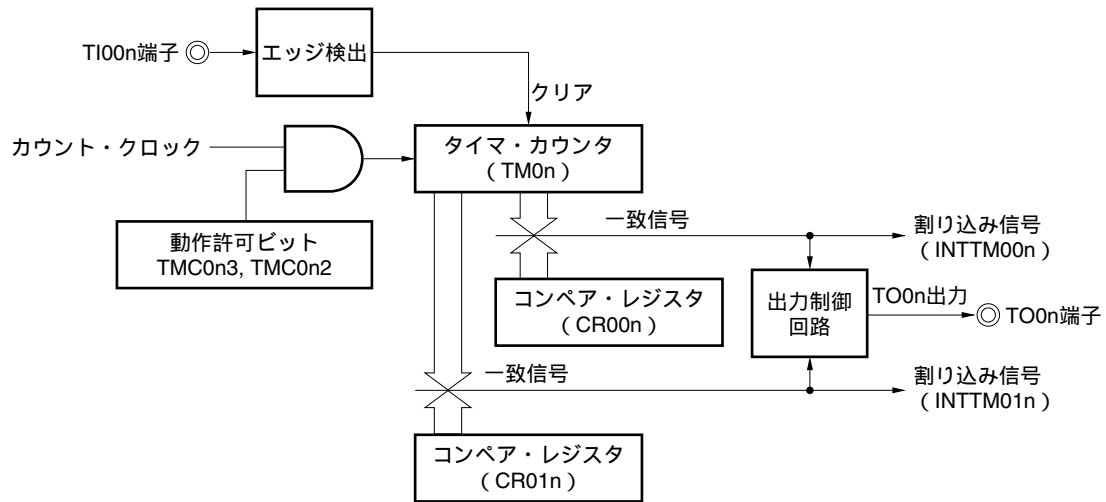 TI00n端子
エッジ検出
クリア
カウント・クロック
タイマ・カウンタ
（TM0n）
動作許可ビット
TMC0n3, TMC0n2
一致信号
割り込み信号
（INTTM00n）
コンペア・レジスタ
（CR00n）
出力制御
回路
TO0n出力
TO0n端子
一致信号
割り込み信号
（INTTM01n）
コンペア・レジスタ
（CR01n）